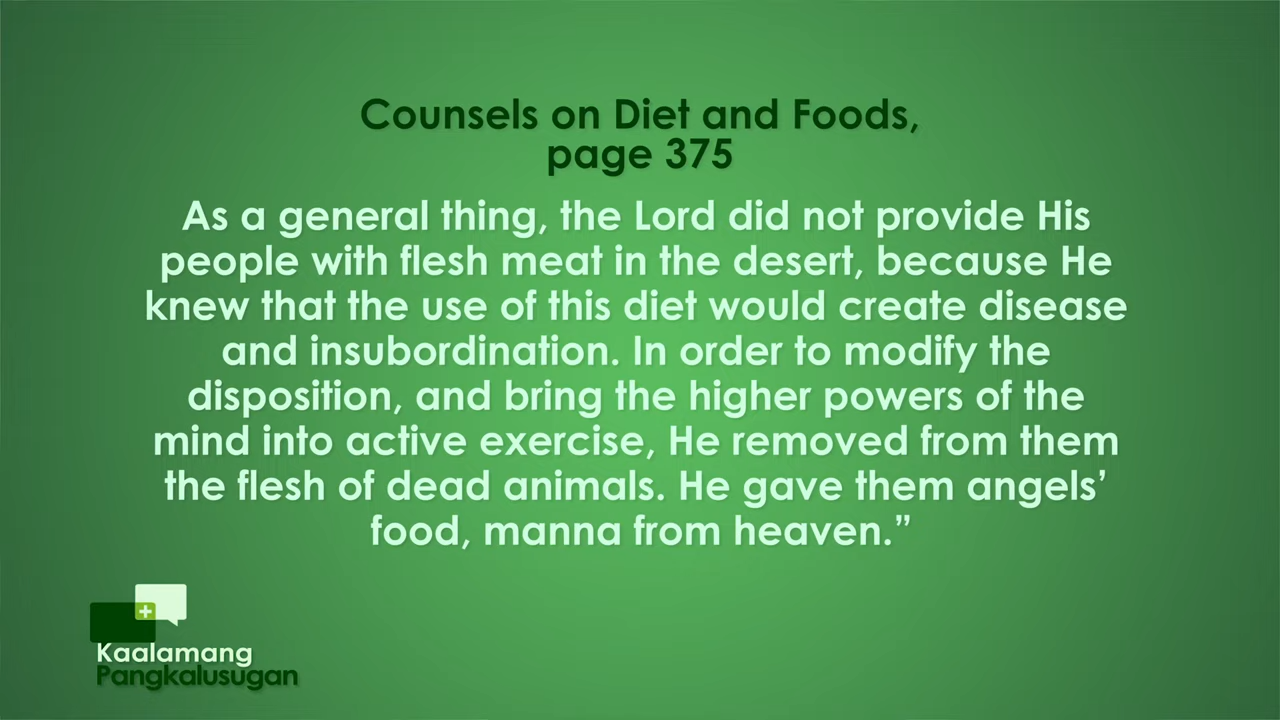 Counsels on Diet and Foods,
page 375
As a general thing, the Lord did not provide His
people with flesh meat in the desert, because He
knew that the use of this diet would create disease
and insubordination. In order to modify the
disposition, and bring the higher powers of the
mind into active exercise, He removed from them
the flesh of dead animals. He gave them angels’
food, manna from heaven.”
Kaalamang
Pangkalusugan